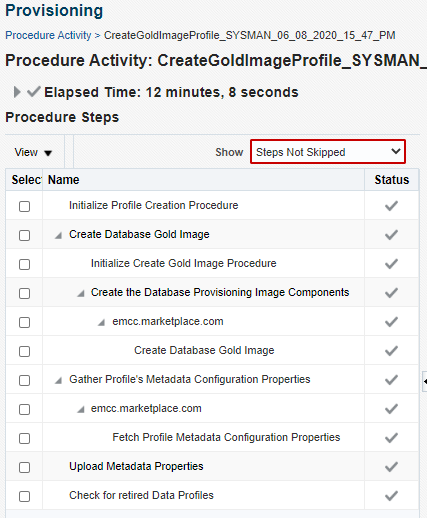 Provisioning
Procedure Activity > CreateGoldImageProfile_SYSMAN_06_08_2020_15_47_PM
Procedure Activity: CreateGoldImageProfile_SYSMAN_
Elapsed Time: 12 minutes, 8 seconds
Procedure Steps
View Show Steps Not Skipped
Selec Name Status
Initialize Profile Creation Procedure
Create Database Gold Image
Initialize Create Gold Image Procedure
Create the Database Provisioning Image Components
emcc.marketplace.com
Create Database Gold Image
Gather Profile's Metadata Configuration Properties
emcc.marketplace.com
Fetch Profile Metadata Configuration Properties
Upload Metadata Properties
Check for retired Data Profiles